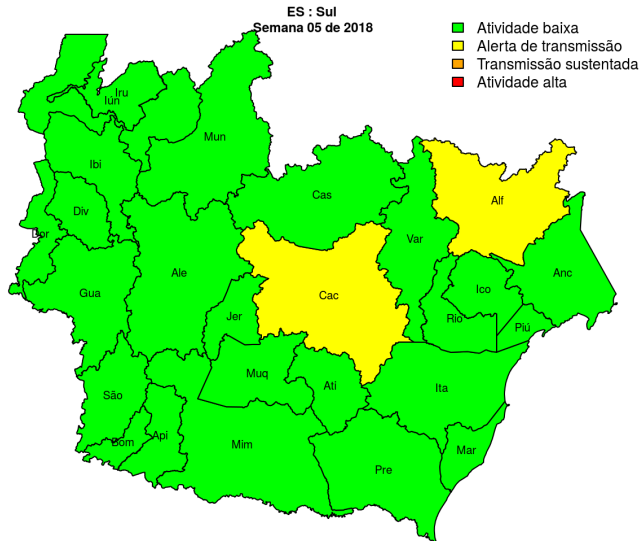 ES : Sul
Semana 05 de 2018
Atividade baixa
Alerta de transmissão
Transmissão sustentada
Atividade alta
Iru
Iún
Mun
Ibi
Cas
Alf
Div
Dor
Var
Ale
Anc
Gua
Cac
Ico
Jer
Rio
Piú
Muq
Ati
Ita
São
Bom
Api
Mim
Mar
Pre